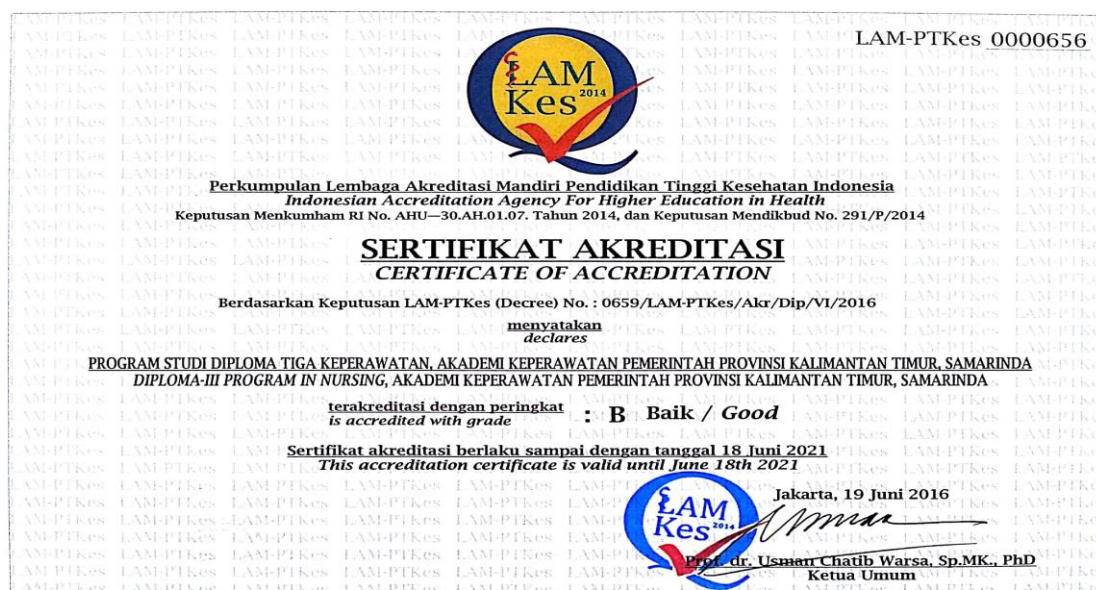 LAM-PTKes 0000656
LAM
Kes 2014
Perkumpulan Lembaga Akreditasi Mandiri Pendidikan Tinggi Kesehatan Indonesia
Indonesian Accreditation Agency For Higher Education in Health
Keputusan Menkumham RI No. AHU—30.AH.01.07. Tahun 2014, dan Keputusan Mendikbud No. 291/P/2014
SERTIFIKAT AKREDITASI
CERTIFICATE OF ACCREDITATION
Berdasarkan Keputusan LAM-PTKes (Decree) No. : 0659/LAM-PTKes/Akr/Dip/VI/2016
menyatakan
declares
PROGRAM STUDI DIPLOMA TIGA KEPERAWATAN, AKADEMI KEPERAWATAN PEMERINTAH PROVINSI KALIMANTAN TIMUR, SAMARINDA
DIPLOMA-III PROGRAM IN NURSING, AKADEMI KEPERAWATAN PEMERINTAH PROVINSI KALIMANTAN TIMUR, SAMARINDA
terakreditasi dengan peringkat : B Baik / Good
is accredited with grade
Sertifikat akreditasi berlaku sampai dengan tanggal 18 Juni 2021
This accreditation certificate is valid until June 18th 2021
Jakarta, 19 Juni 2016
LAM
Kes 2014
Prof. dr. Usman Chatib Warsa, Sp.MK., PhD
Ketua Umum